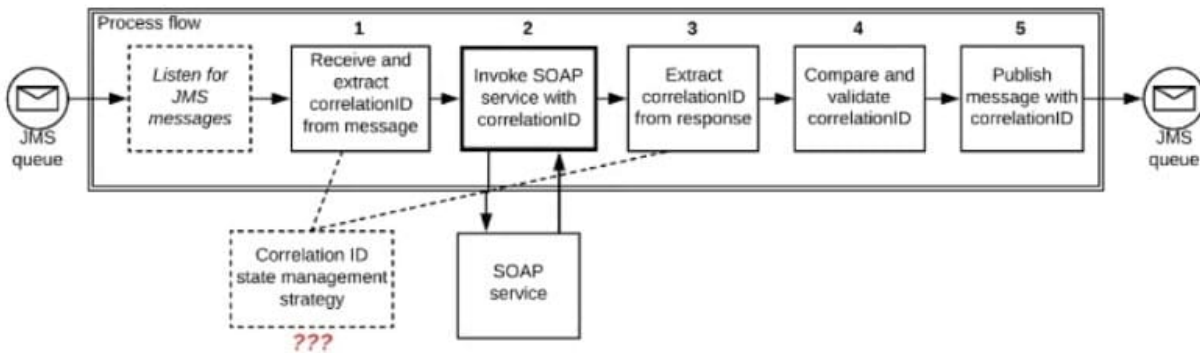 Process flow
1
2
3
4
5
Listen for
JMS
messages
Receive and
extract
correlationID
from message
Invoke SOAP
service with
correlationID
Extract
correlationID
from response
Compare and
validate
correlationID
Publish
message with
correlationID
JMS
queue
JMS
queue
Correlation ID
state management
strategy
???
SOAP
service